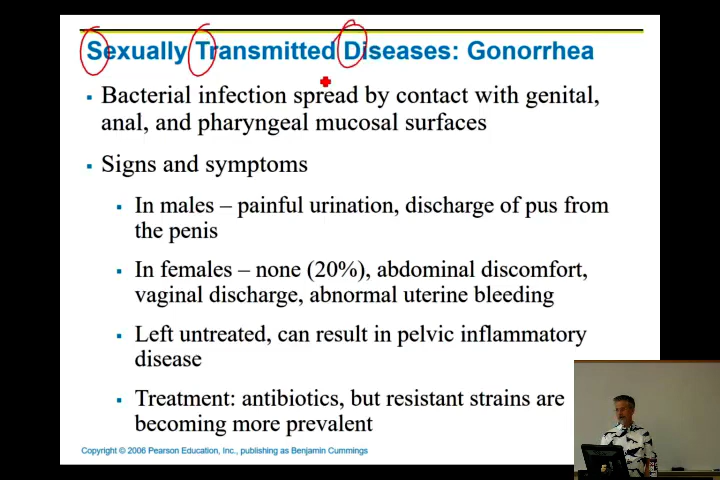 Sexually Transmitted Diseases: Gonorrhea
▪ Bacterial infection spread by contact with genital,
anal, and pharyngeal mucosal surfaces
▪ Signs and symptoms
▪ In males – painful urination, discharge of pus from
the penis
▪ In females – none (20%), abdominal discomfort,
vaginal discharge, abnormal uterine bleeding
▪ Left untreated, can result in pelvic inflammatory
disease
▪ Treatment: antibiotics, but resistant strains are
becoming more prevalent
Copyright © 2006 Pearson Education, Inc., publishing as Benjamin Cummings